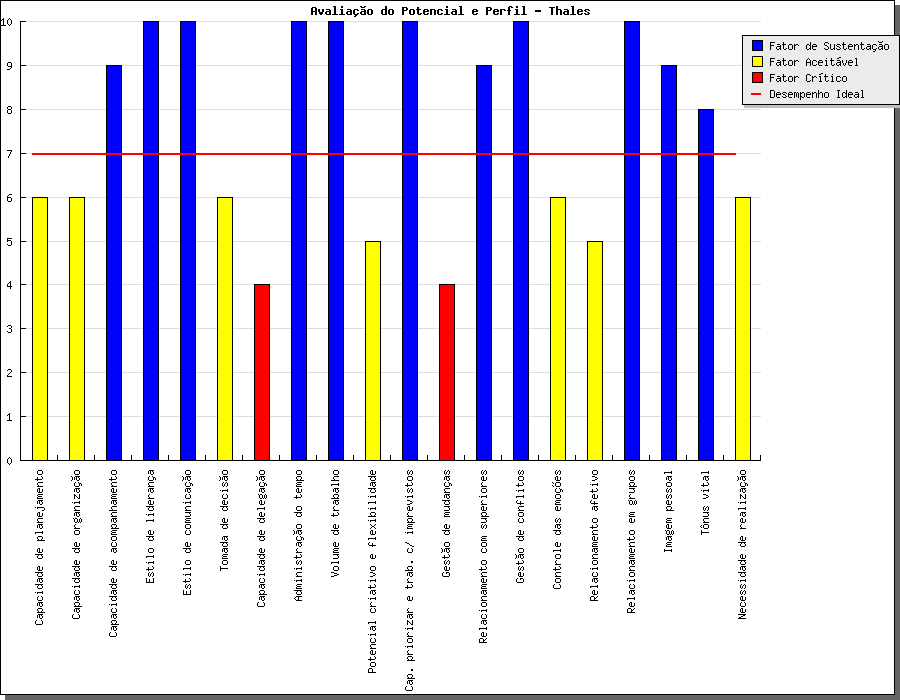 Avaliação do Potencial e Perfil - Thales
Fator de Sustentação
Fator Aceitável
Fator Crítico
Desempenho Ideal
10
9
8
7
6
5
4
3
2
1
0
Capacidade de planejamento
Capacidade de organização
Capacidade de acompanhamento
Estilo de liderança
Estilo de comunicação
Tomada de decisão
Capacidade de delegação
Administração do tempo
Volume de trabalho
Potencial criativo e flexibilidade
Cap. priorizar e trab. c/ imprevistos
Gestão de mudanças
Relacionamento com superiores
Gestão de conflitos
Controle das emoções
Relacionamento afetivo
Relacionamento em grupos
Imagem pessoal
Tônus vital
Necessidade de realização